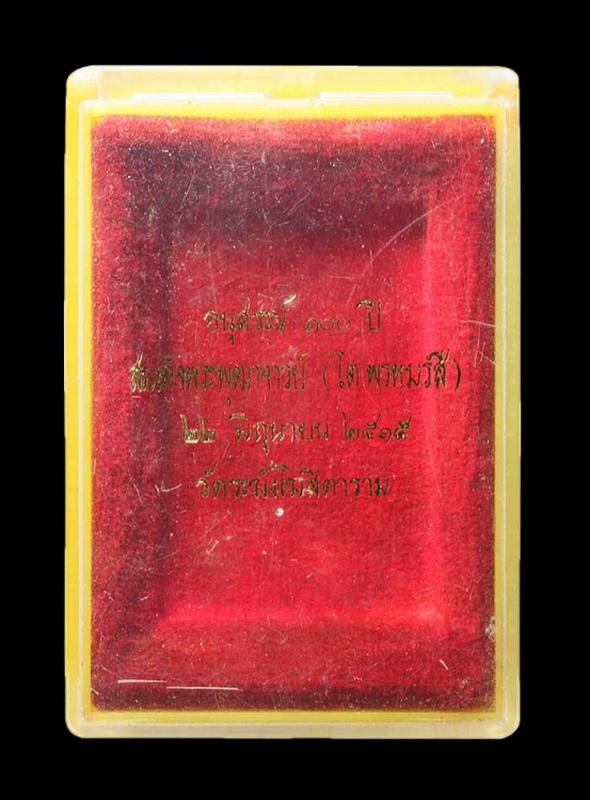 อนุสรณ์ ๑๐๐ ปี
สมเด็จพระพุฒาจารย์ (โต พรหมรังสี)
๒๒ มิถุนายน ๒๕๑๕
วัดระฆังโฆสิตาราม